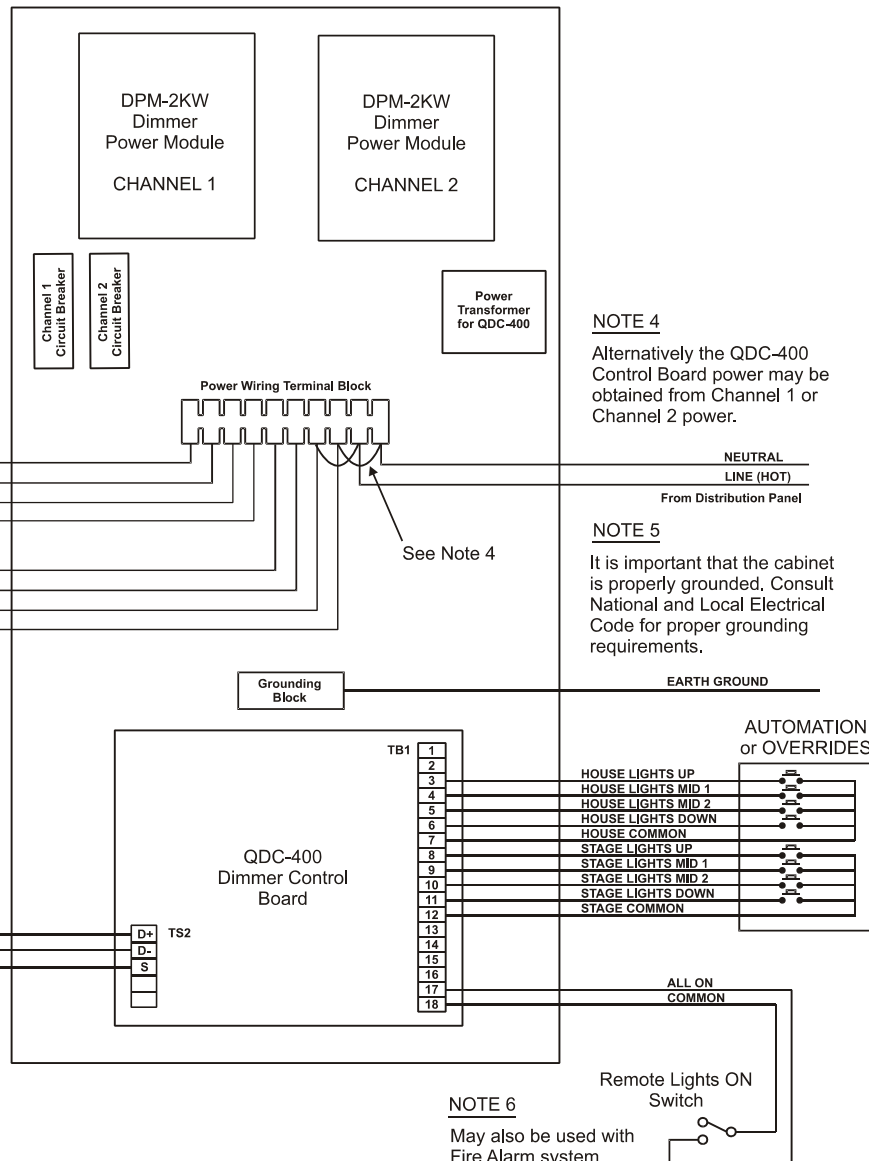 DPM-2KW
Dimmer
Power Module
CHANNEL 1
DPM-2KW
Dimmer
Power Module
CHANNEL 2
Channel 1
Circuit Breaker
Channel 2
Circuit Breaker
Power
Transformer
for QDC-400
NOTE 4
Alternatively the QDC-400
Control Board power may be
obtained from Channel 1 or
Channel 2 power.
Power Wiring Terminal Block
NEUTRAL
LINE (HOT)
From Distribution Panel
See Note 4
NOTE 5
It is important that the cabinet
is properly grounded. Consult
National and Local Electrical
Code for proper grounding
requirements.
Grounding
Block
EARTH GROUND
AUTOMATION
or OVERRIDES
TB1
1
2
3
4
5
6
7
8
9
10
11
12
13
14
15
16
17
18
HOUSE LIGHTS UP
HOUSE LIGHTS MID 1
HOUSE LIGHTS MID 2
HOUSE LIGHTS DOWN
HOUSE COMMON
STAGE LIGHTS UP
STAGE LIGHTS MID 1
STAGE LIGHTS MID 2
STAGE LIGHTS DOWN
STAGE COMMON
QDC-400
Dimmer Control
Board
D+
D-
S
TS2
ALL ON
COMMON
Remote Lights ON
Switch
NOTE 6
May also be used with
Fire Alarm system